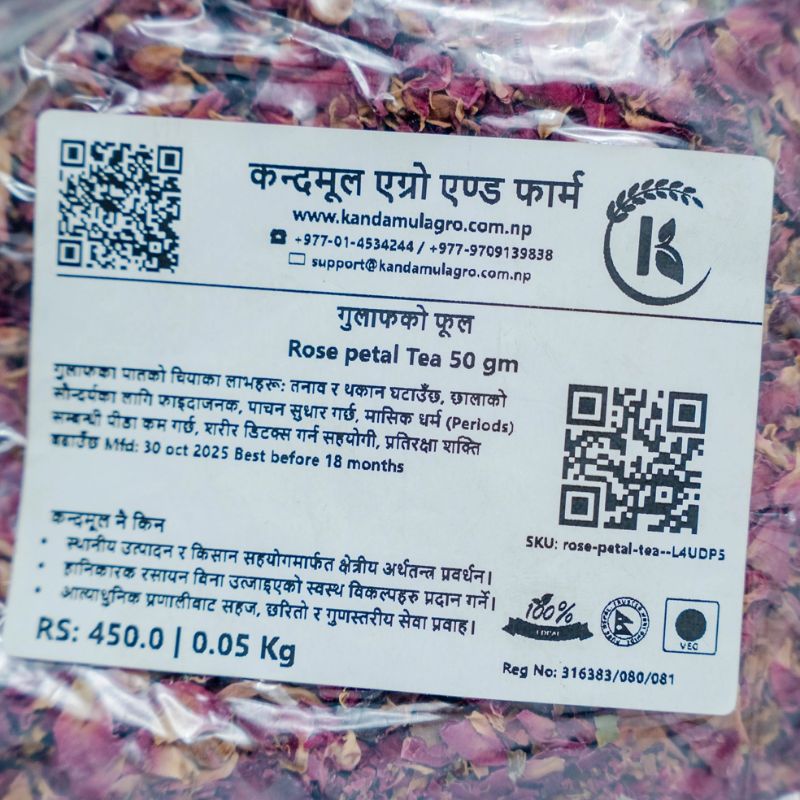 कन्दमूल एग्रो एण्ड फार्म
www.kandamulagro.com.np
+977-01-4534244 / +977-9709139838
support@kandamulagro.com.np
गुलाफको फूल
Rose petal Tea 50 gm
गुलाफका पातको चियाका लाभहरू: तनाव र थकान घटाउँछ, छालाको
सौन्दर्यका लागि फाइदाजनक, पाचन सुधार गर्छ, मासिक धर्म (Periods)
सम्बन्धी पीडा कम गर्छ, शरीर डिटक्स गर्न सहयोगी, प्रतिरक्षा शक्ति
बढाउँछ Mfd: 30 oct 2025 Best before 18 months
SKU: rose-petal-tea--L4UDP5
कन्दमूल नै किन
• स्थानीय उत्पादन र किसान सहयोगमार्फत क्षेत्रीय अर्थतन्त्र प्रवर्धन।
• हानिकारक रसायन विना उत्जाइएको स्वस्थ विकल्पहरु प्रदान गर्ने।
• आत्याधुनिक प्रणालीवाट सहज, छरितो र गुणस्तरीय सेवा प्रवाह।
RS: 450.0 | 0.05 Kg
100%
VEG
Reg No: 316383/080/081